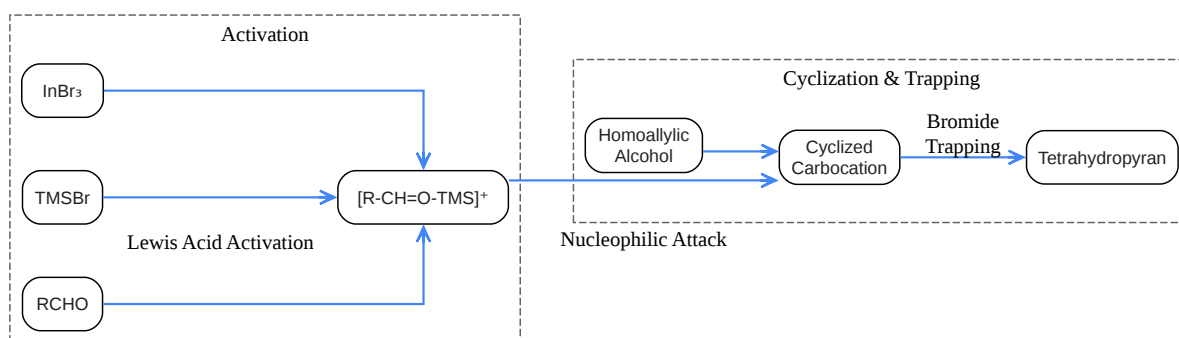 Activation
InBr₃
TMSBr
[R-CH=O-TMS]⁺
Lewis Acid Activation
RCHO
Cyclization & Trapping
Homoallylic
Alcohol
Cyclized
Carbocation
Bromide
Trapping
Tetrahydropyran
Nucleophilic Attack